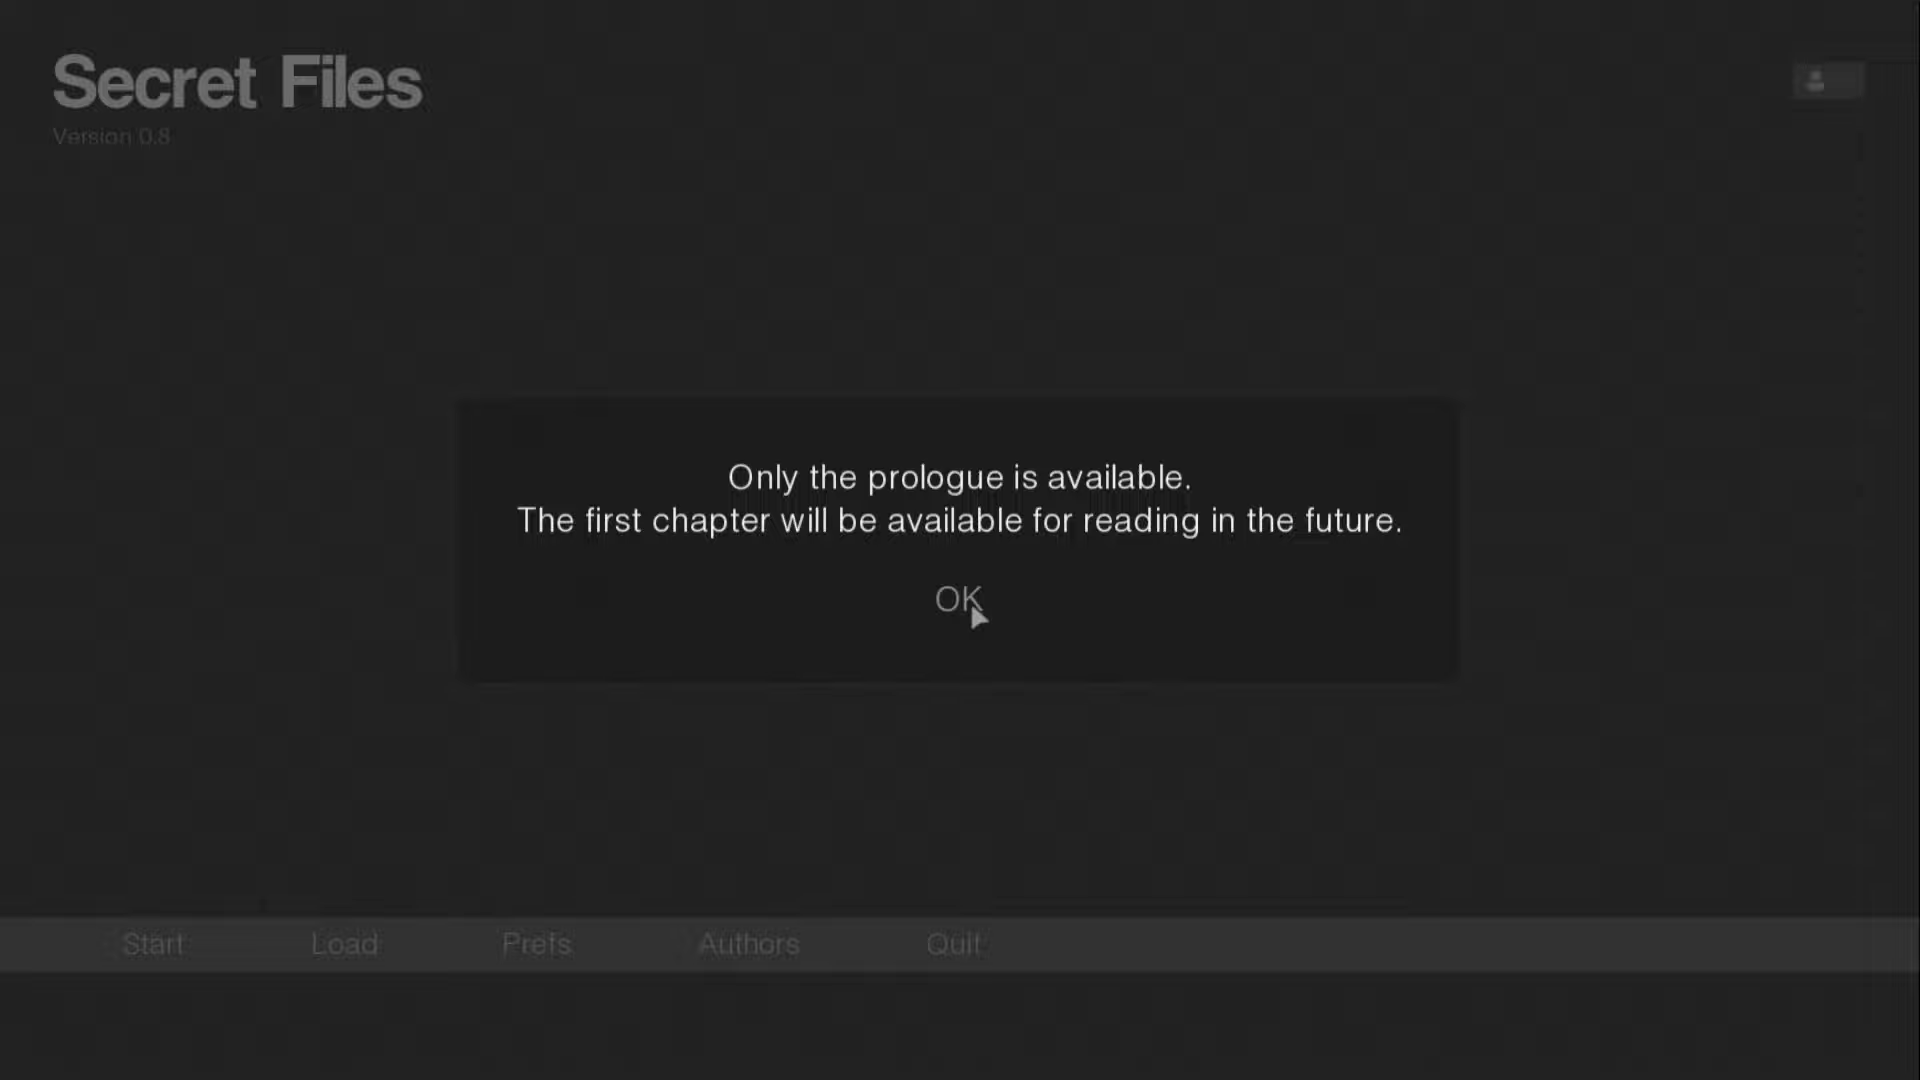 Secret Files
Version 0.8
Only the prologue is available.
The first chapter will be available for reading in the future.
OK
Start
Load
Prefs
Authors
Quit